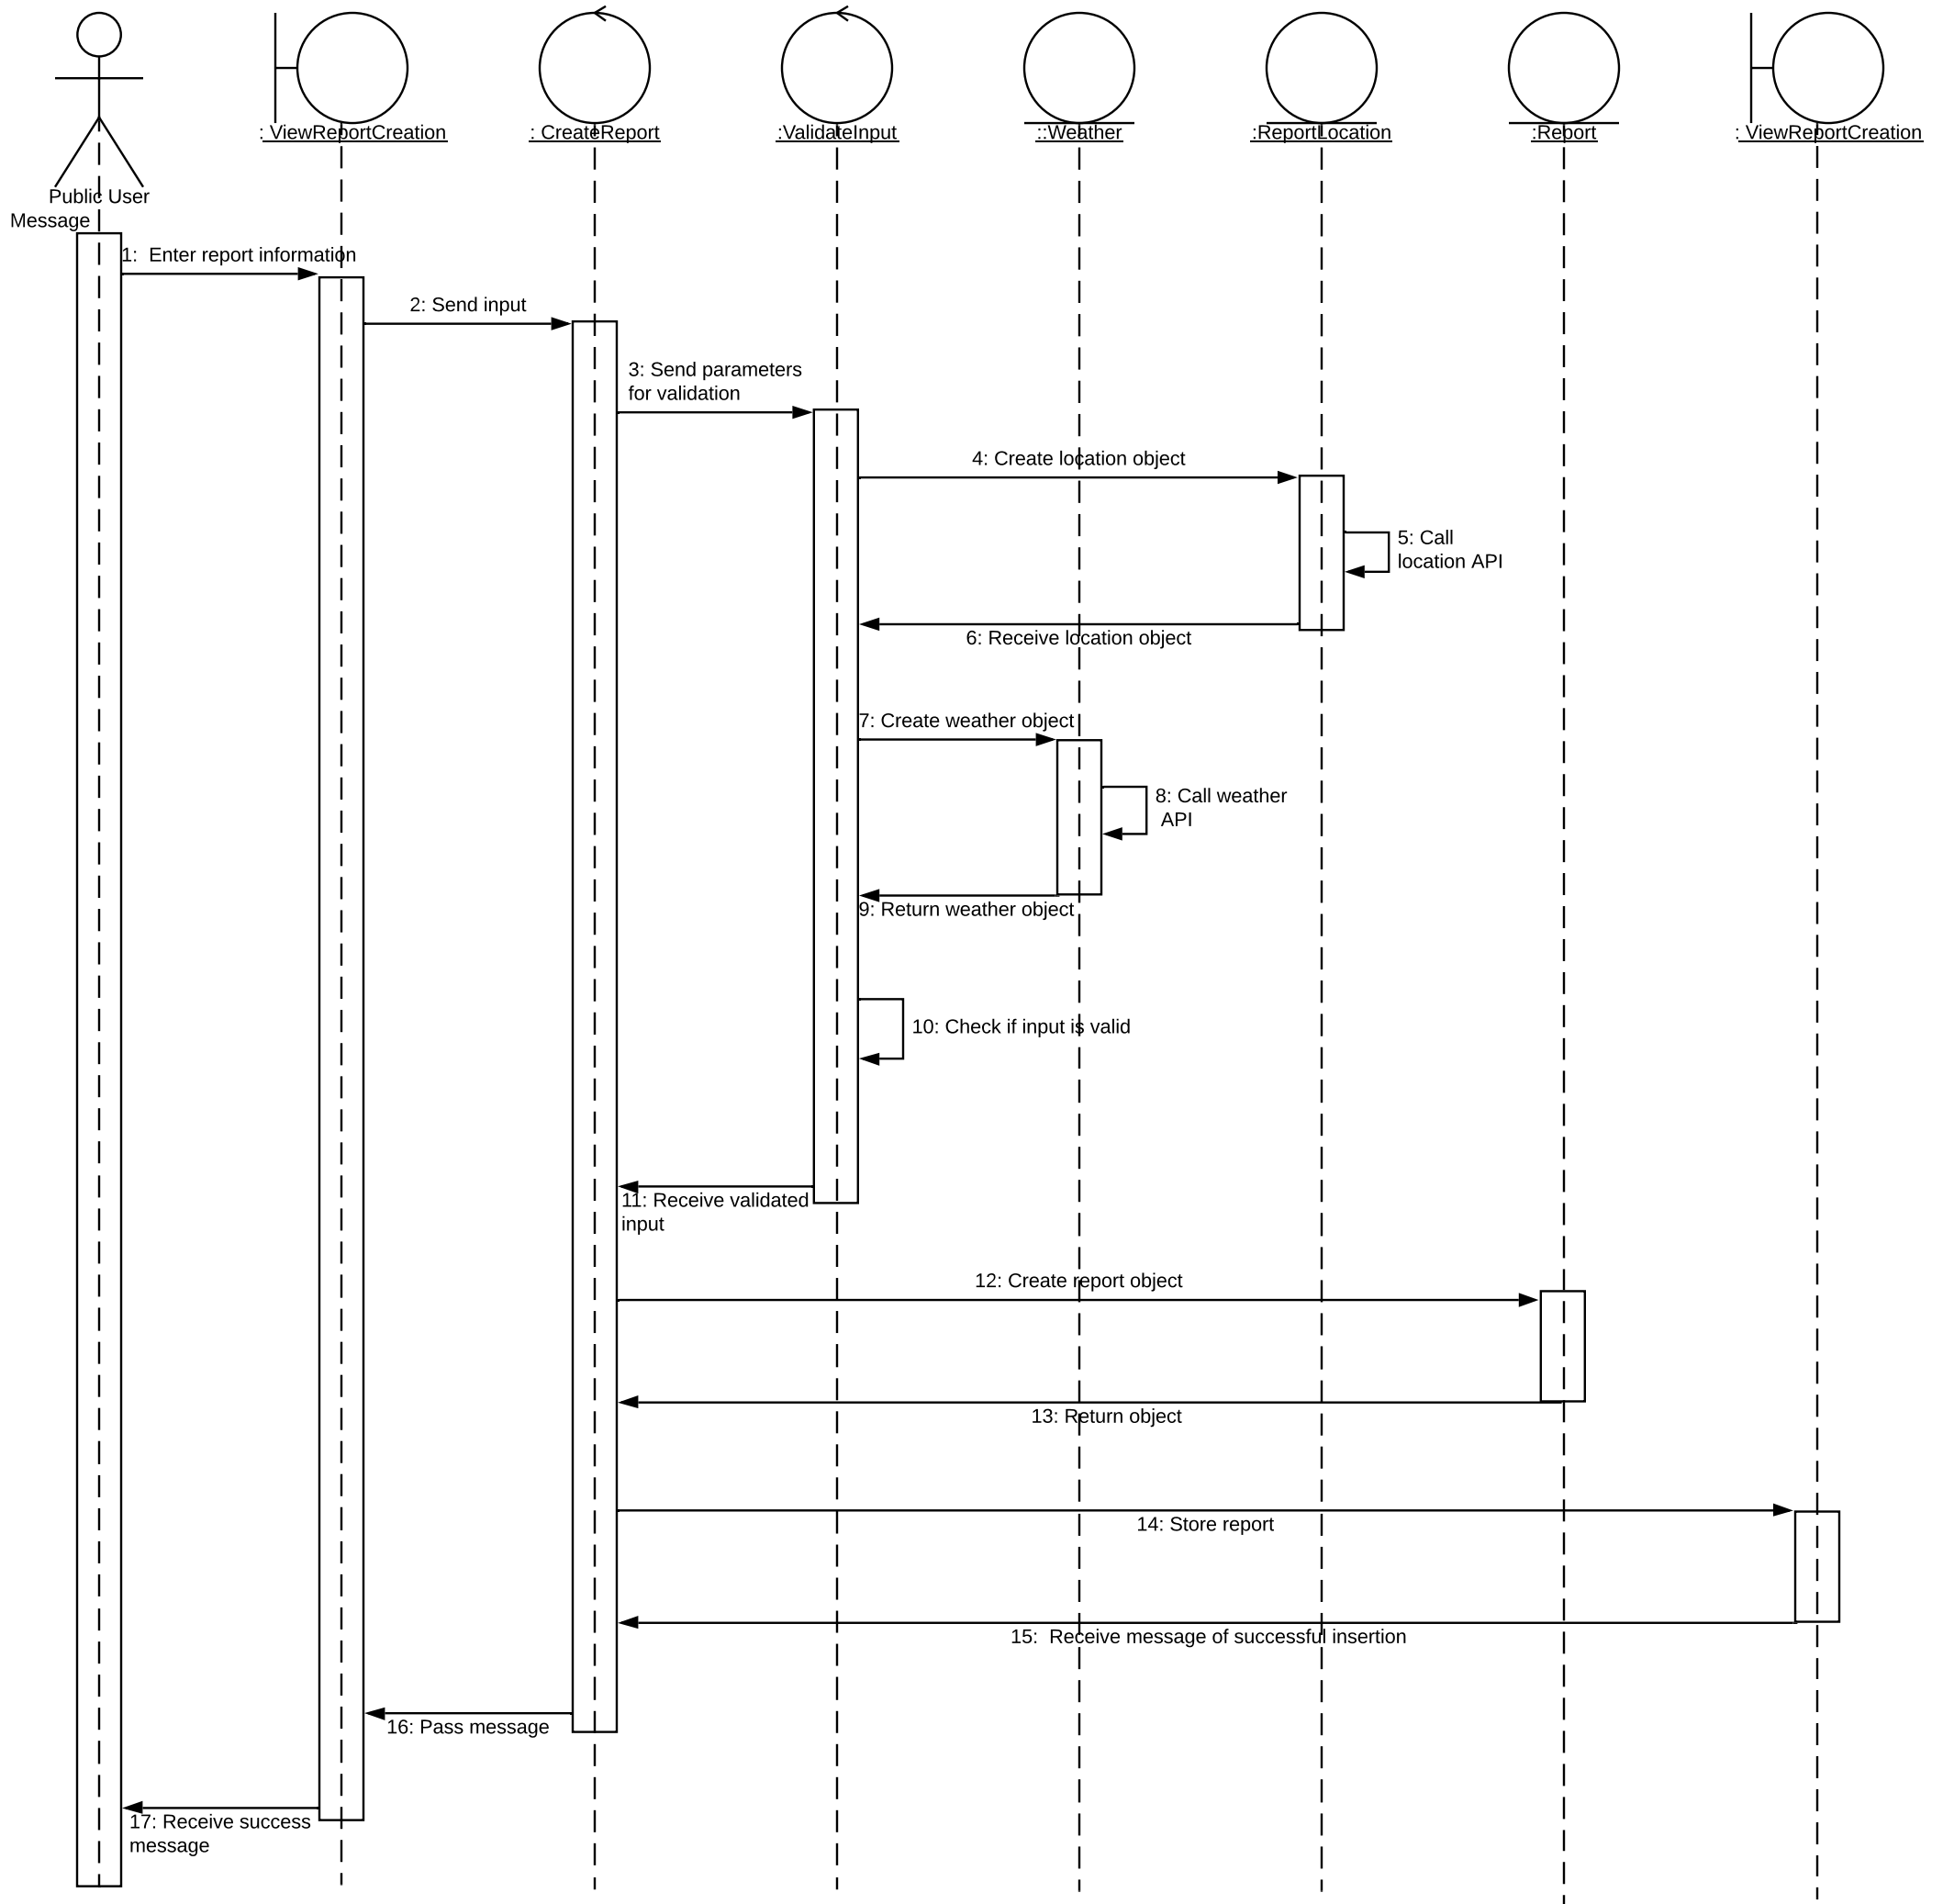 : ViewReportCreation
: CreateReport
:ValidateInput
::Weather
:ReportLocation
:Report
: ViewReportCreation
Public User
Message
1:  Enter report information
2: Send input
3: Send parameters
for validation
4: Create location object
5: Call
location API
6: Receive location object
7: Create weather object
8: Call weather
API
9: Return weather object
10: Check if input is valid
11: Receive validated
input
12: Create report object
13: Return object
14: Store report
15:  Receive message of successful insertion
16: Pass message
17: Receive success
message